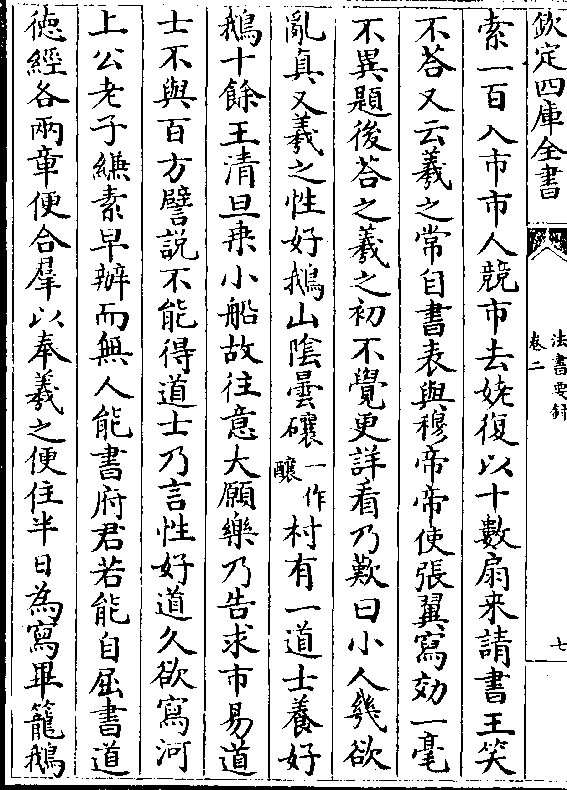 欽定四庫全書
法書要錄
卷二
七
索一百入市市人競市去姥復以十數扇来請書王笑
不荅又云羲之常自書表與穆帝帝使張翼寫効一毫
不異題後荅之羲之初不覺更詳看乃歎曰小人幾欲
亂真又羲之性好鵝山陰曇𥗝一作釀村有一道士養好
鵝十餘王清旦乗小船故往意大願樂乃告求市易道
士不與百方譬説不能得道士乃言性好道久欲寫河
上公老子縑素早辦而無人能書府君若能自屈書道
徳經各兩章便合羣以奉羲之便住半日為寫畢籠鵝